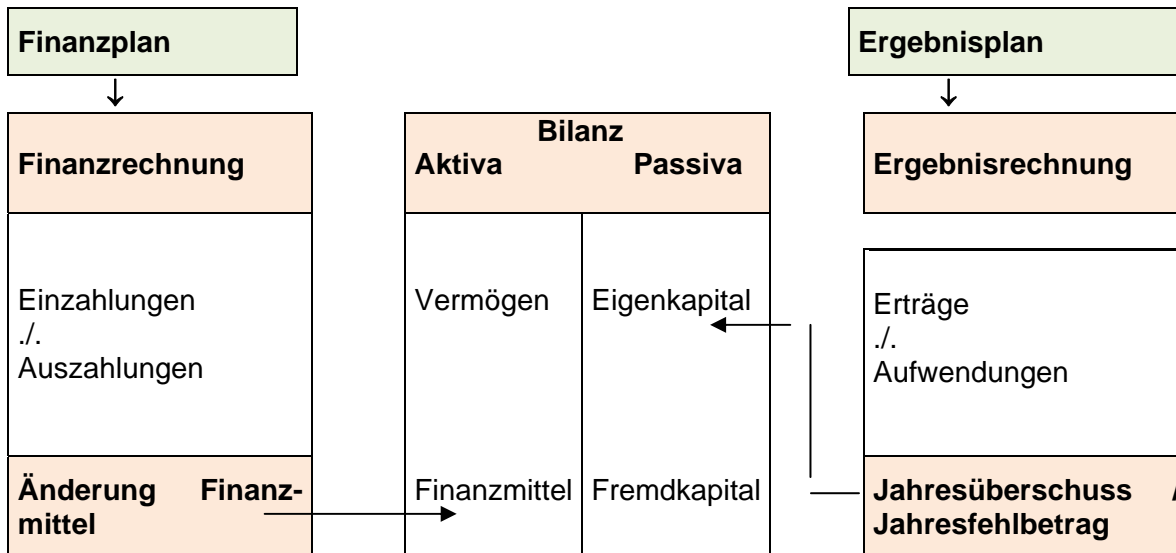 Finanzplan
Ergebnisplan
Finanzrechnung
Bilanz
Aktiva Passiva
Ergebnisrechnung
Einzahlungen
./.
Auszahlungen
Vermögen
Eigenkapital
Erträge
./.
Aufwendungen
Änderung Finanz-
mittel
Finanzmittel
Fremdkapital
Jahresüberschuss
Jahresfehlbetrag